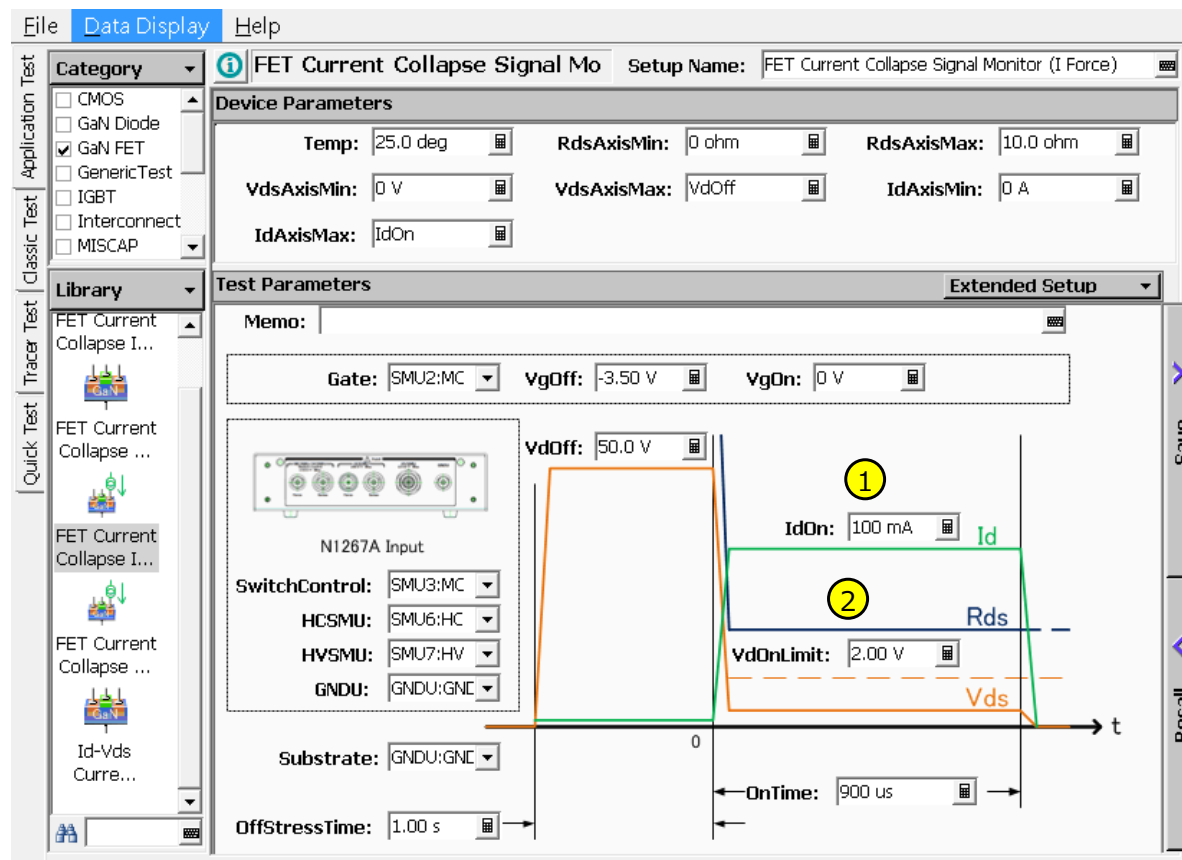 File Data Display Help
Application Test
Classic Test
Tracer Test
Quick Test
Category
CMOS
GaN Diode
GaN FET
GenericTest
IGBT
Interconnect
MISCAP
Library
FET Current
Collapse I...
GaN
FET Current
Collapse ...
FET Current
Collapse I...
FET Current
Collapse ...
GaN
Id-Vds
Curre...
FET Current Collapse Signal Mo Setup Name: FET Current Collapse Signal Monitor (I Force)
Device Parameters
Temp: 25.0 deg RdsAxisMin: 0 ohm RdsAxisMax: 10.0 ohm
VdsAxisMin: 0 V VdsAxisMax: VdOff IdAxisMin: 0 A
IdAxisMax: IdOn
Test Parameters Extended Setup
Memo:
Gate: SMU2:MC VgOff: -3.50 V VgOn: 0 V
VdOff: 50.0 V
1
IdOn: 100 mA Id
N1267A Input
SwitchControl: SMU3:MC
2
HCSMU: SMU6:HC Rds
HVSMU: SMU7:HV VdOnLimit: 2.00 V
GNDU: GNDU:GND Vds
t
0
Substrate: GNDU:GND
OnTime: 900 us
OffStressTime: 1.00 s
Recall